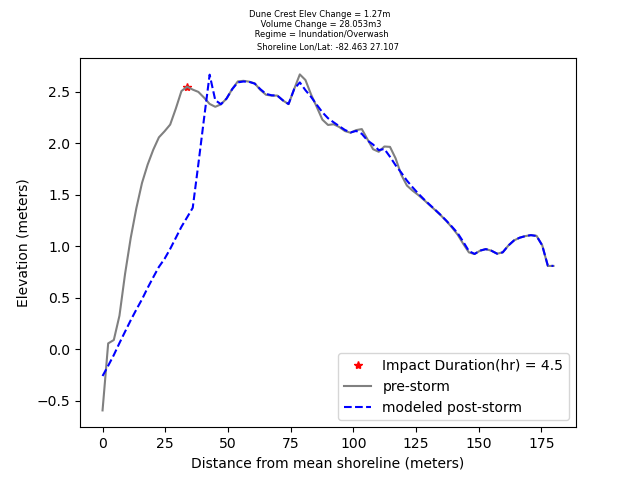 Dune Crest Elev Change = 1.27m
Volume Change = 28.053m3
Regime = Inundation/Overwash
Shoreline Lon/Lat: -82.463 27.107
Elevation (meters)
2.5
2.0
1.5
1.0
0.5
0.0
−0.5
Impact Duration(hr) = 4.5
pre-storm
modeled post-storm
0 25 50 75 100 125 150 175
Distance from mean shoreline (meters)